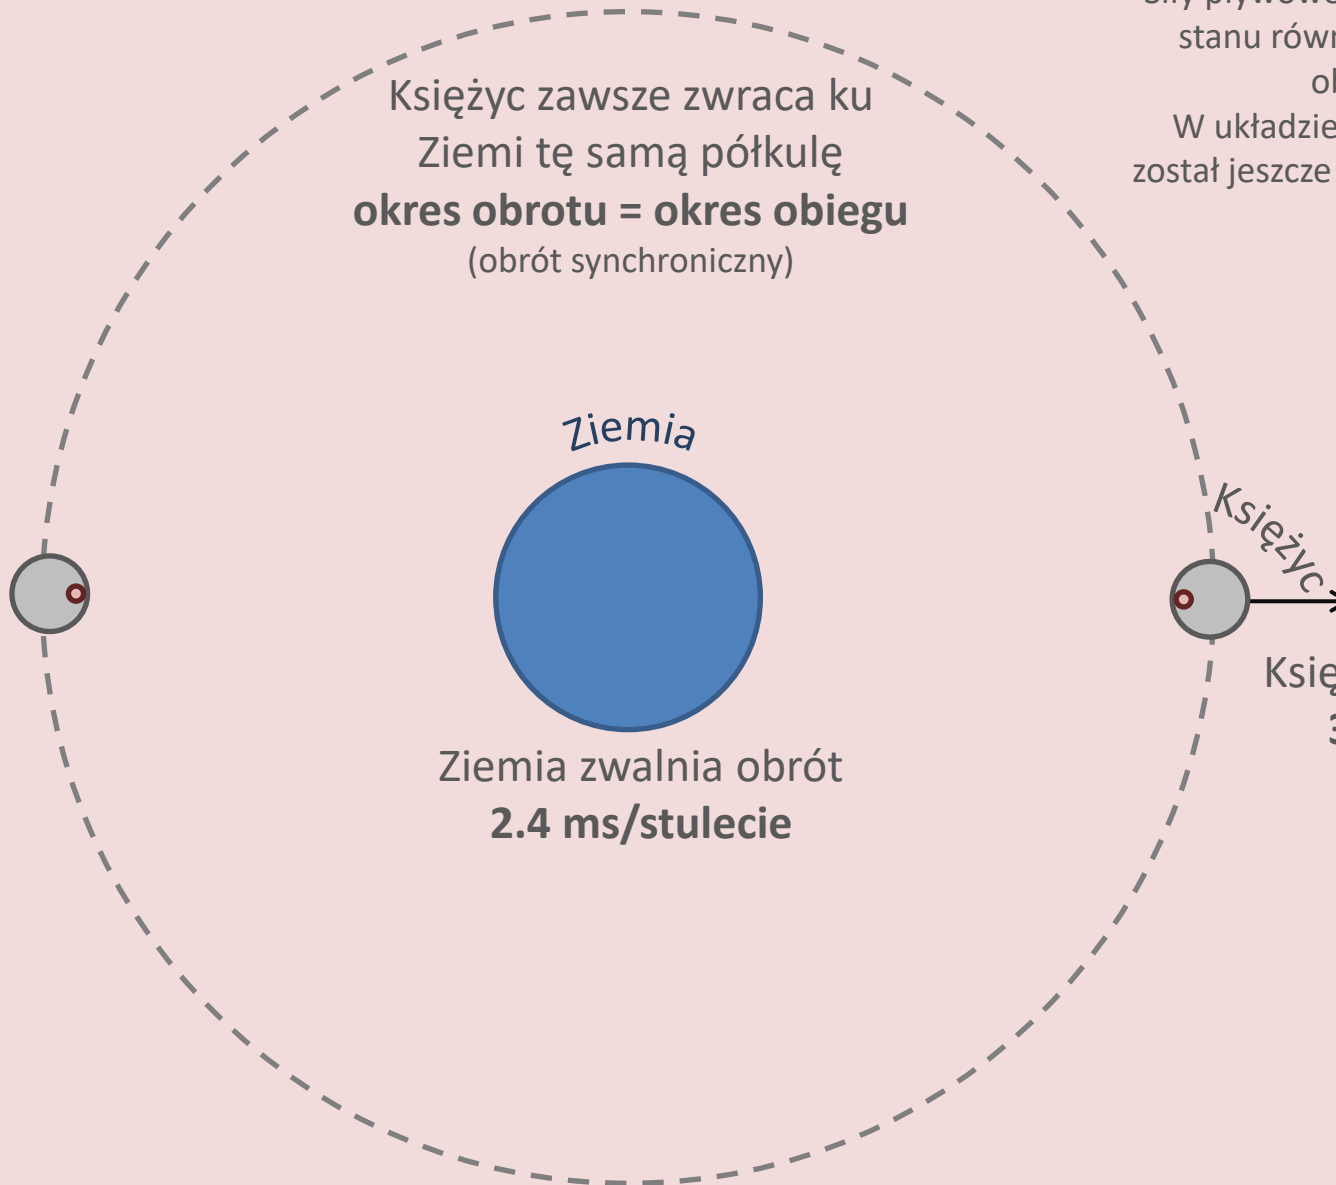 stanu
W układzie
został jeszcze
Księżyc zawsze zwraca ku
Ziemi tę samą półkulę
okres obrotu = okres obiegu
(obrót synchroniczny)
Ziemia
Księżyc
Ziemia zwalnia obrót
2.4 ms/stulecie